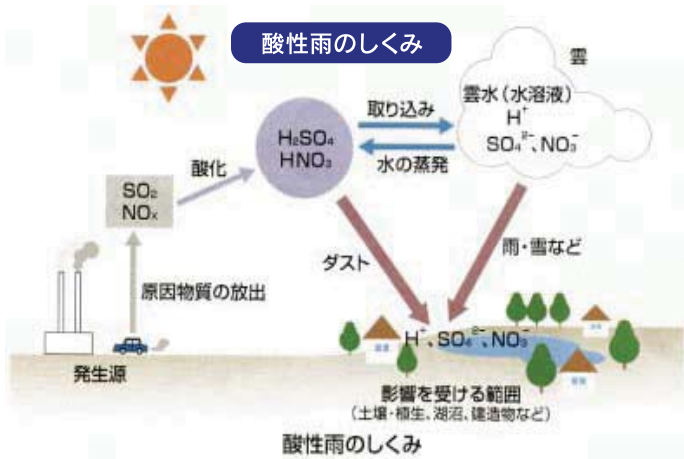 酸性雨のしくみ
雲
雲水（水溶液）
H⁺
SO₄²⁻、NO₃⁻
取り込み
水の蒸発
H₂SO₄
HNO₃
酸化
SO₂
NOₓ
原因物質の放出
発生源
ダスト
雨・雪など
H⁺、SO₄²⁻、NO₃⁻
影響を受ける範囲
（土壌・植生、湖沼、建造物など）
酸性雨のしくみ